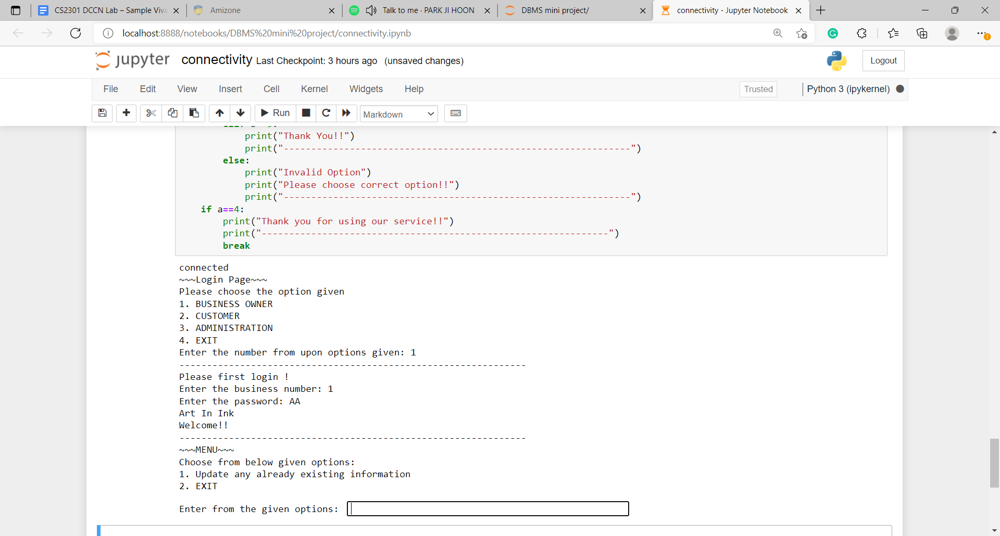 CS2301 DCCN Lab – Sample Viva
Amizone
Talk to me · PARK JI HOON
DBMS mini project/
connectivity - Jupyter Notebook
localhost:8888/notebooks/DBMS%20mini%20project/connectivity.ipynb
jupyter connectivity Last Checkpoint: 3 hours ago (unsaved changes)
Logout
File Edit View Insert Cell Kernel Widgets Help
Trusted
Python 3 (ipykernel)
Run
Markdown
print("Thank You!!")
print("---------------------------------------------------------------")
else:
print("Invalid Option")
print("Please choose correct option!!")
print("---------------------------------------------------------------")
if a==4:
print("Thank you for using our service!!")
print("---------------------------------------------------------------")
break
connected
~~~Login Page~~~
Please choose the option given
1. BUSINESS OWNER
2. CUSTOMER
3. ADMINISTRATION
4. EXIT
Enter the number from upon options given: 1
---------------------------------------------------------------
Please first login !
Enter the business number: 1
Enter the password: AA
Art In Ink
Welcome!!
---------------------------------------------------------------
~~~MENU~~~
Choose from below given options:
1. Update any already existing information
2. EXIT
Enter from the given options: